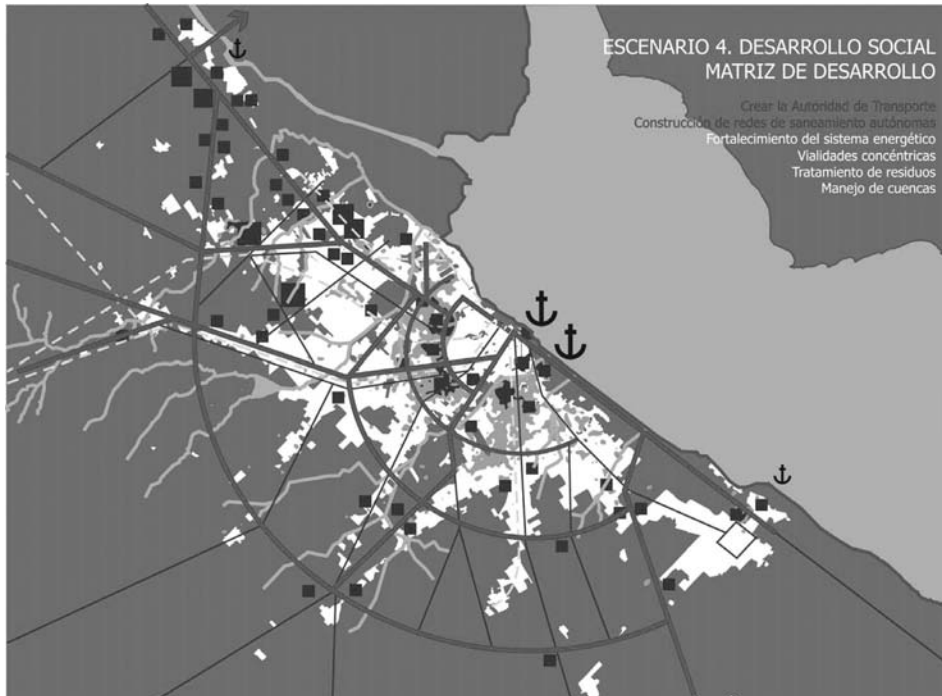 ESCENARIO 4. DESARROLLO SOCIAL
MATRIZ DE DESARROLLO
Crear la Autoridad de Transporte
Construcción de redes de saneamiento autónomas
Fortalecimiento del sistema energético
Vialidades concéntricas
Tratamiento de residuos
Manejo de cuencas